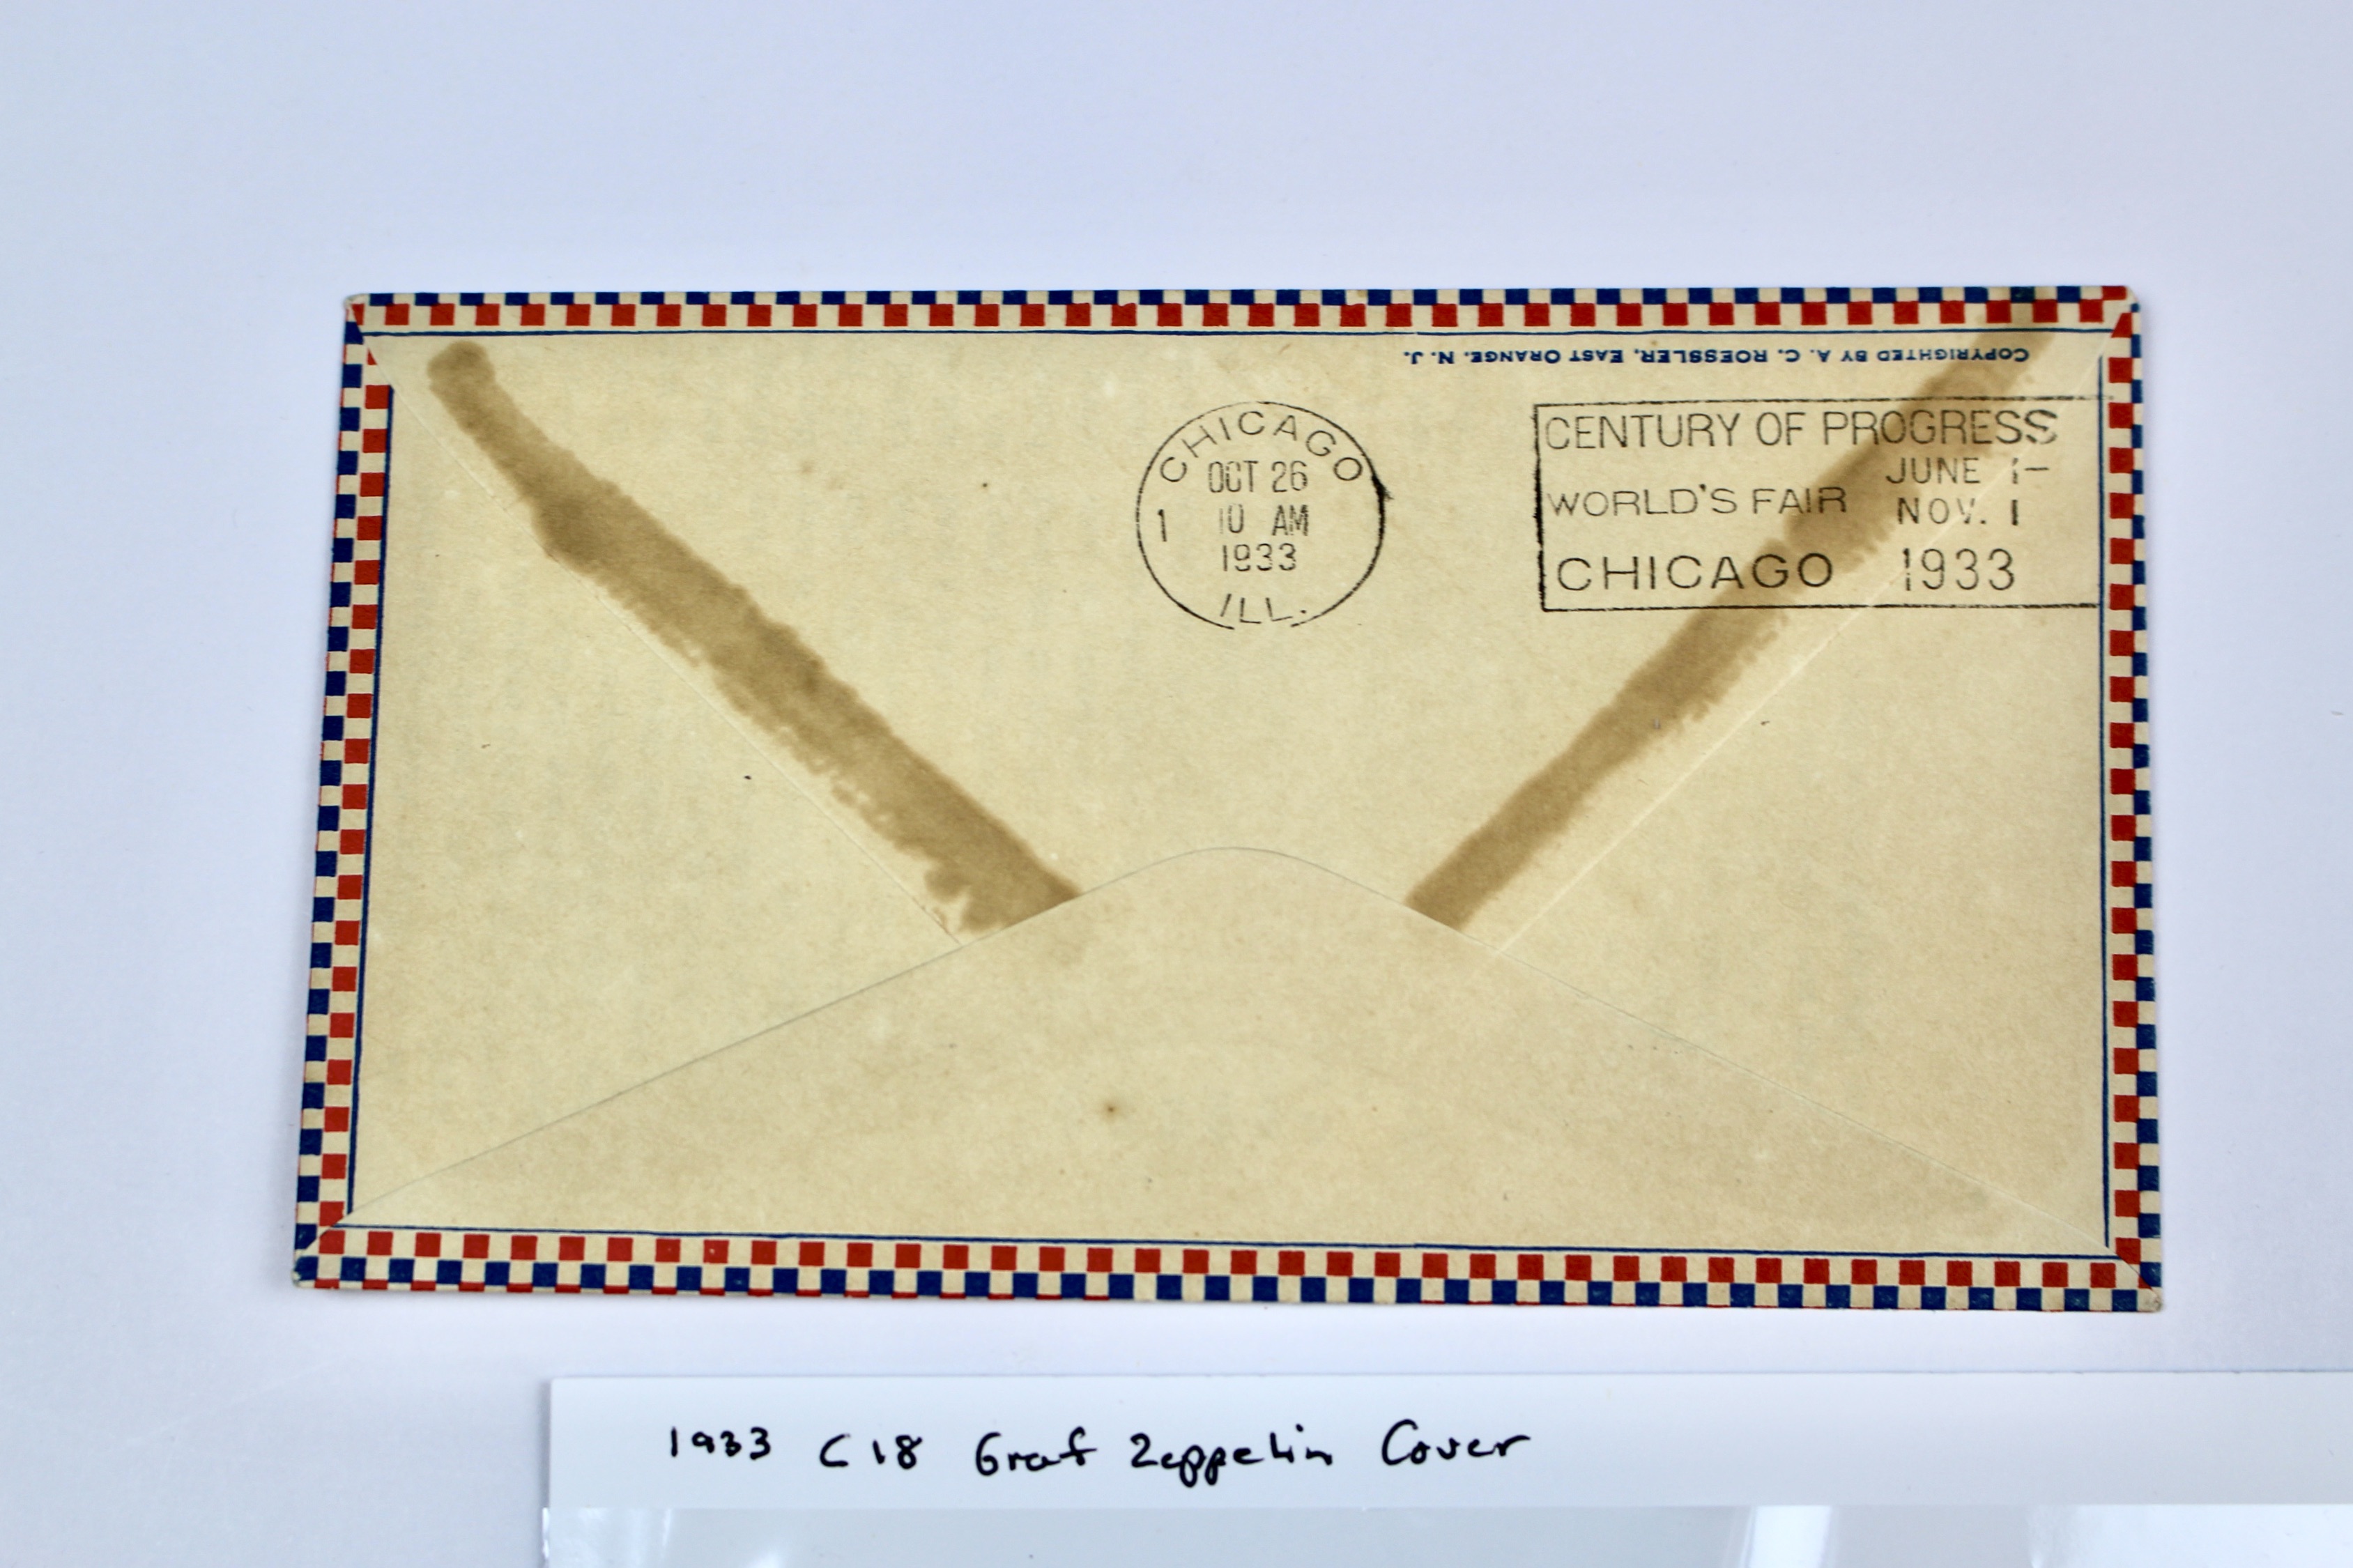 COPYRIGHTED BY A. C. ROESSLER, EAST ORANGE, N. J.
CHICAGO
OCT 26
1 10 AM
1933
ILL.
CENTURY OF PROGRESS
WORLD'S FAIR JUNE 1-
NOV. 1
CHICAGO 1933
1933 C18 Graf Zeppelin Cover